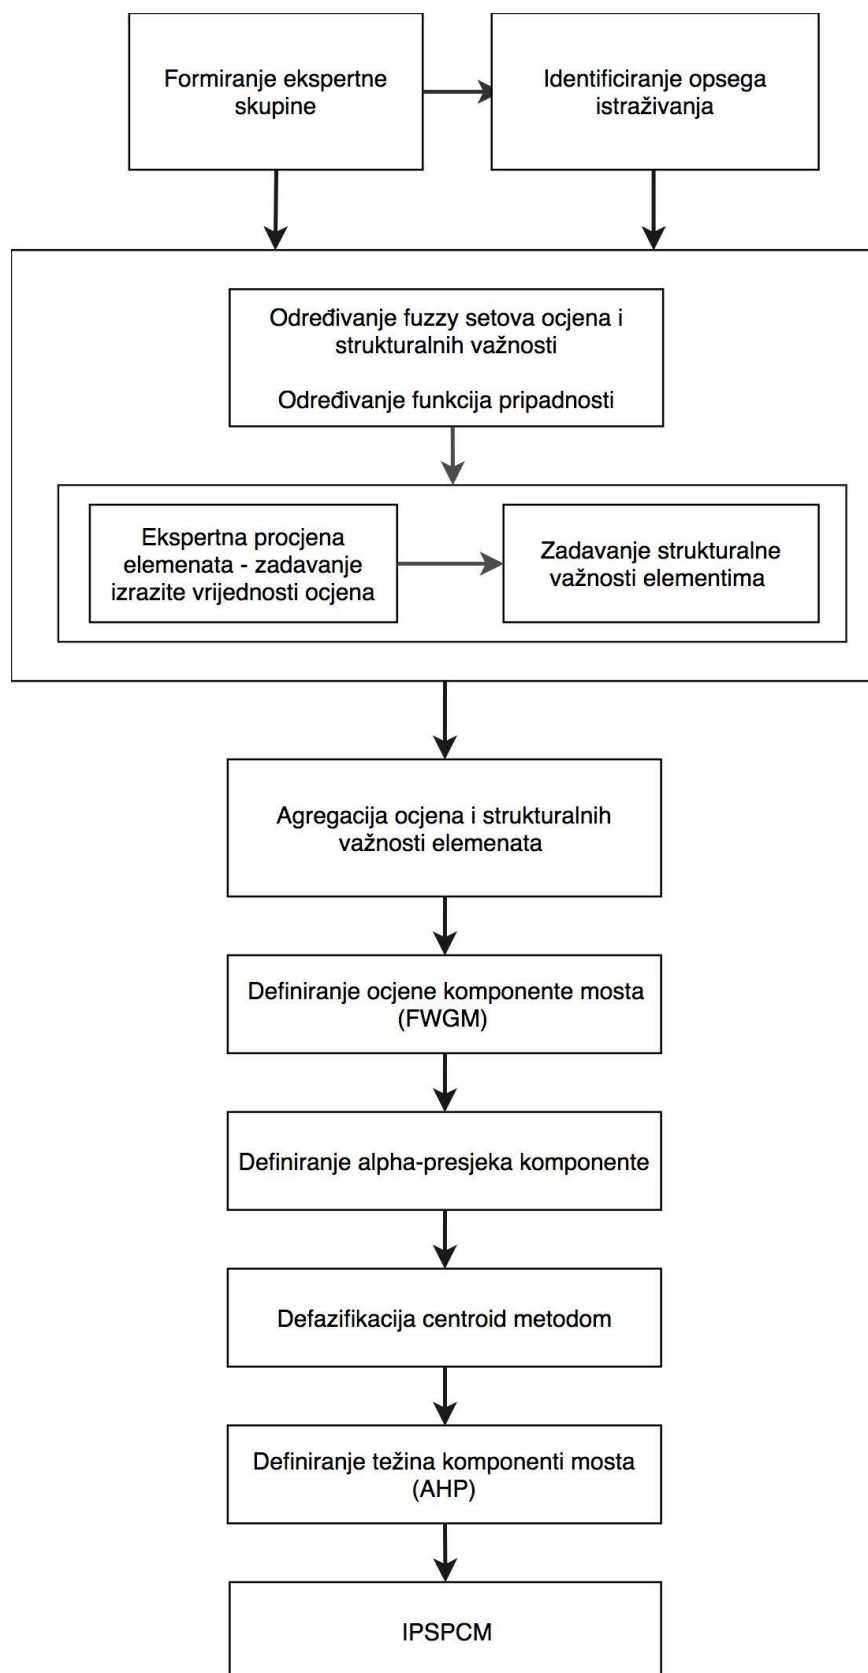 Formiranje ekspertne
skupine
Identificiranje opsega
istraživanja
Određivanje fuzzy setova ocjena i
strukturalnih važnosti
Određivanje funkcija pripadnosti
Ekspertna procjena
elemenata - zadavanje
izrazite vrijednosti ocjena
Zadavanje strukturalne
važnosti elementima
Agregacija ocjena i strukturalnih
važnosti elemenata
Definiranje ocjene komponente mosta
(FWGM)
Definiranje alpha-presjeka komponente
Defazifikacija centroid metodom
Definiranje težina komponenti mosta
(AHP)
IPSPCM